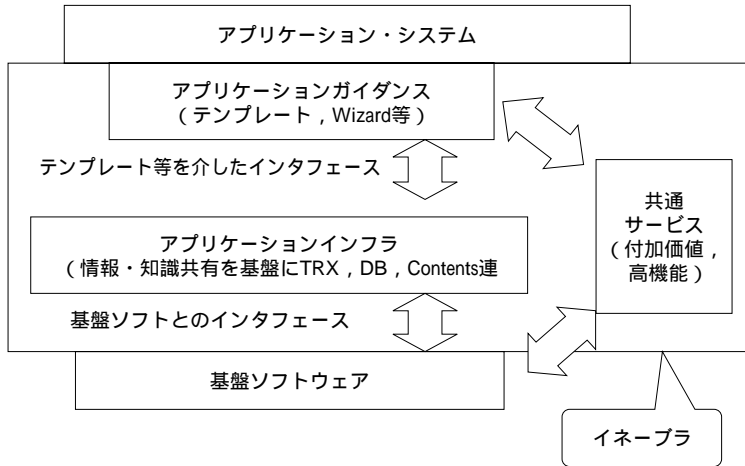 アプリケーション・システム
アプリケーションガイダンス
（テンプレート，Wizard等）
テンプレート等を介したインタフェース
共通
サービス
（付加価値，
高機能）
アプリケーションインフラ
（情報・知識共有を基盤にTRX，DB，Contents連
基盤ソフトとのインタフェース
基盤ソフトウェア
イネーブラ